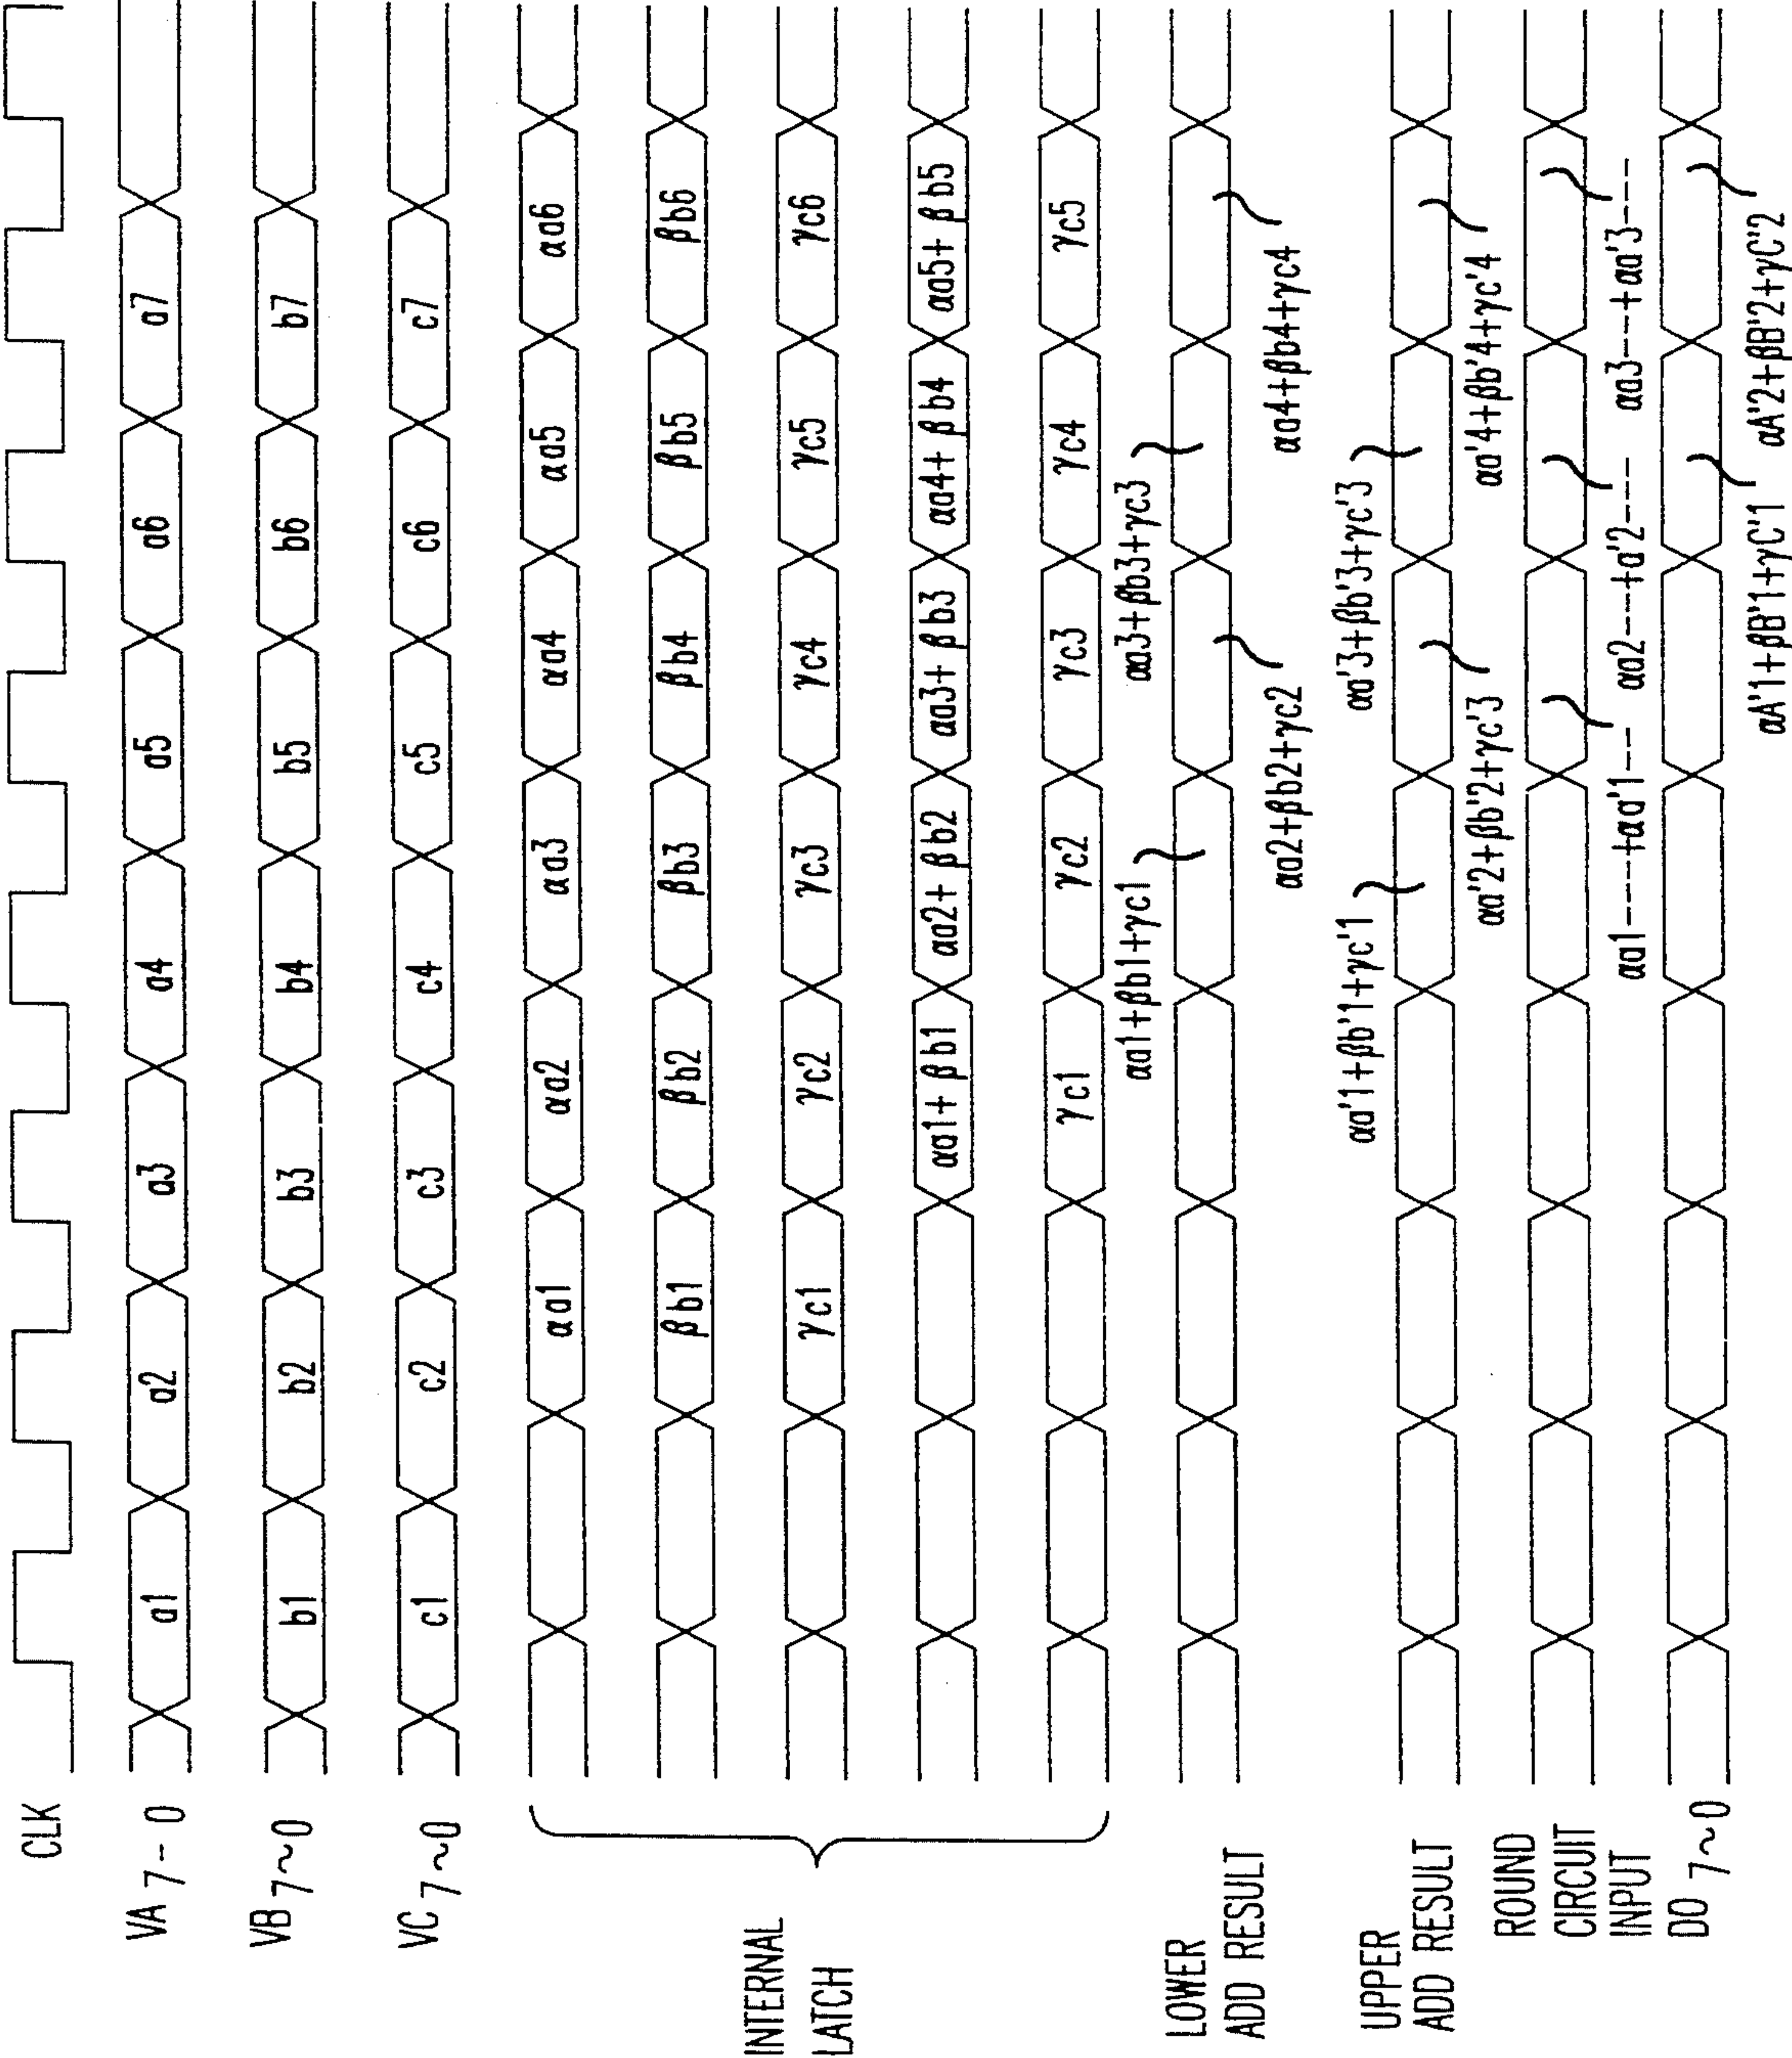 CLK
VA 7--0 a1 a2 a3 a4 a5 a6 a7
VB 7~0 b1 b2 b3 b4 b5 b6 b7
VC 7~0 c1 c2 c3 c4 c5 c6 c7
INTERNAL
LATCH
αa1 αa2 αa3 αa4 αa5 αa6
βb1 βb2 βb3 βb4 βb5 βb6
γc1 γc2 γc3 γc4 γc5 γc6
αa1+βb1 αa2+βb2 αa3+βb3 αa4+βb4 αa5+βb5
γc1 γc2 γc3 γc4 γc5
αa1+βb1+γc1 αa3+βb3+γc3
LOWER
ADD RESULT
αa2+βb2+γc2 αa4+βb4+γc4
αa'1+βb'1+γc'1 αa'3+βb'3+γc'3
UPPER
ADD RESULT
αa'2+βb'2+γc'3 αa'4+βb'4+γc'4
ROUND
CIRCUIT
INPUT
αa1----+αa'1-- αa2---+a'2--- αa3---+αa'3---
DO 7~0
αA'1+βB'1+γC'1 αA'2+βB'2+γC'2